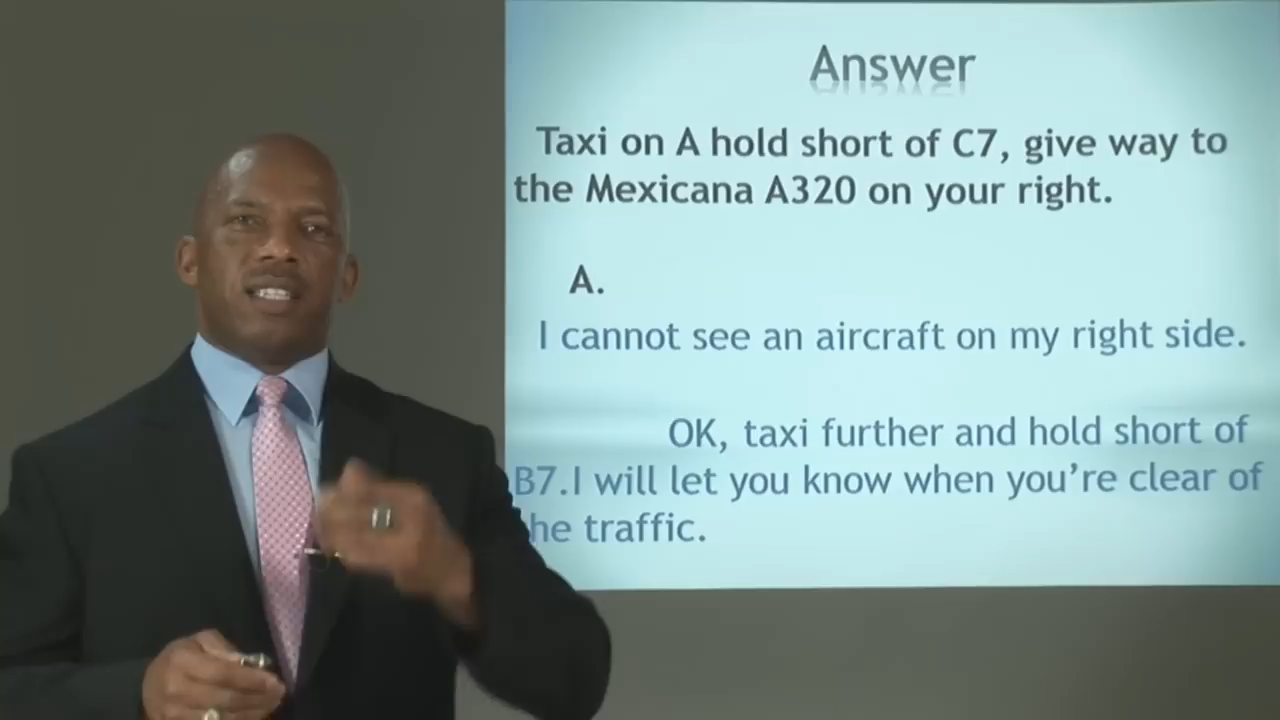 Answer
Taxi on A hold short of C7, give way to
the Mexicana A320 on your right.
A.
I cannot see an aircraft on my right side.
OK, taxi further and hold short of
B7.I will let you know when you're clear of
he traffic.